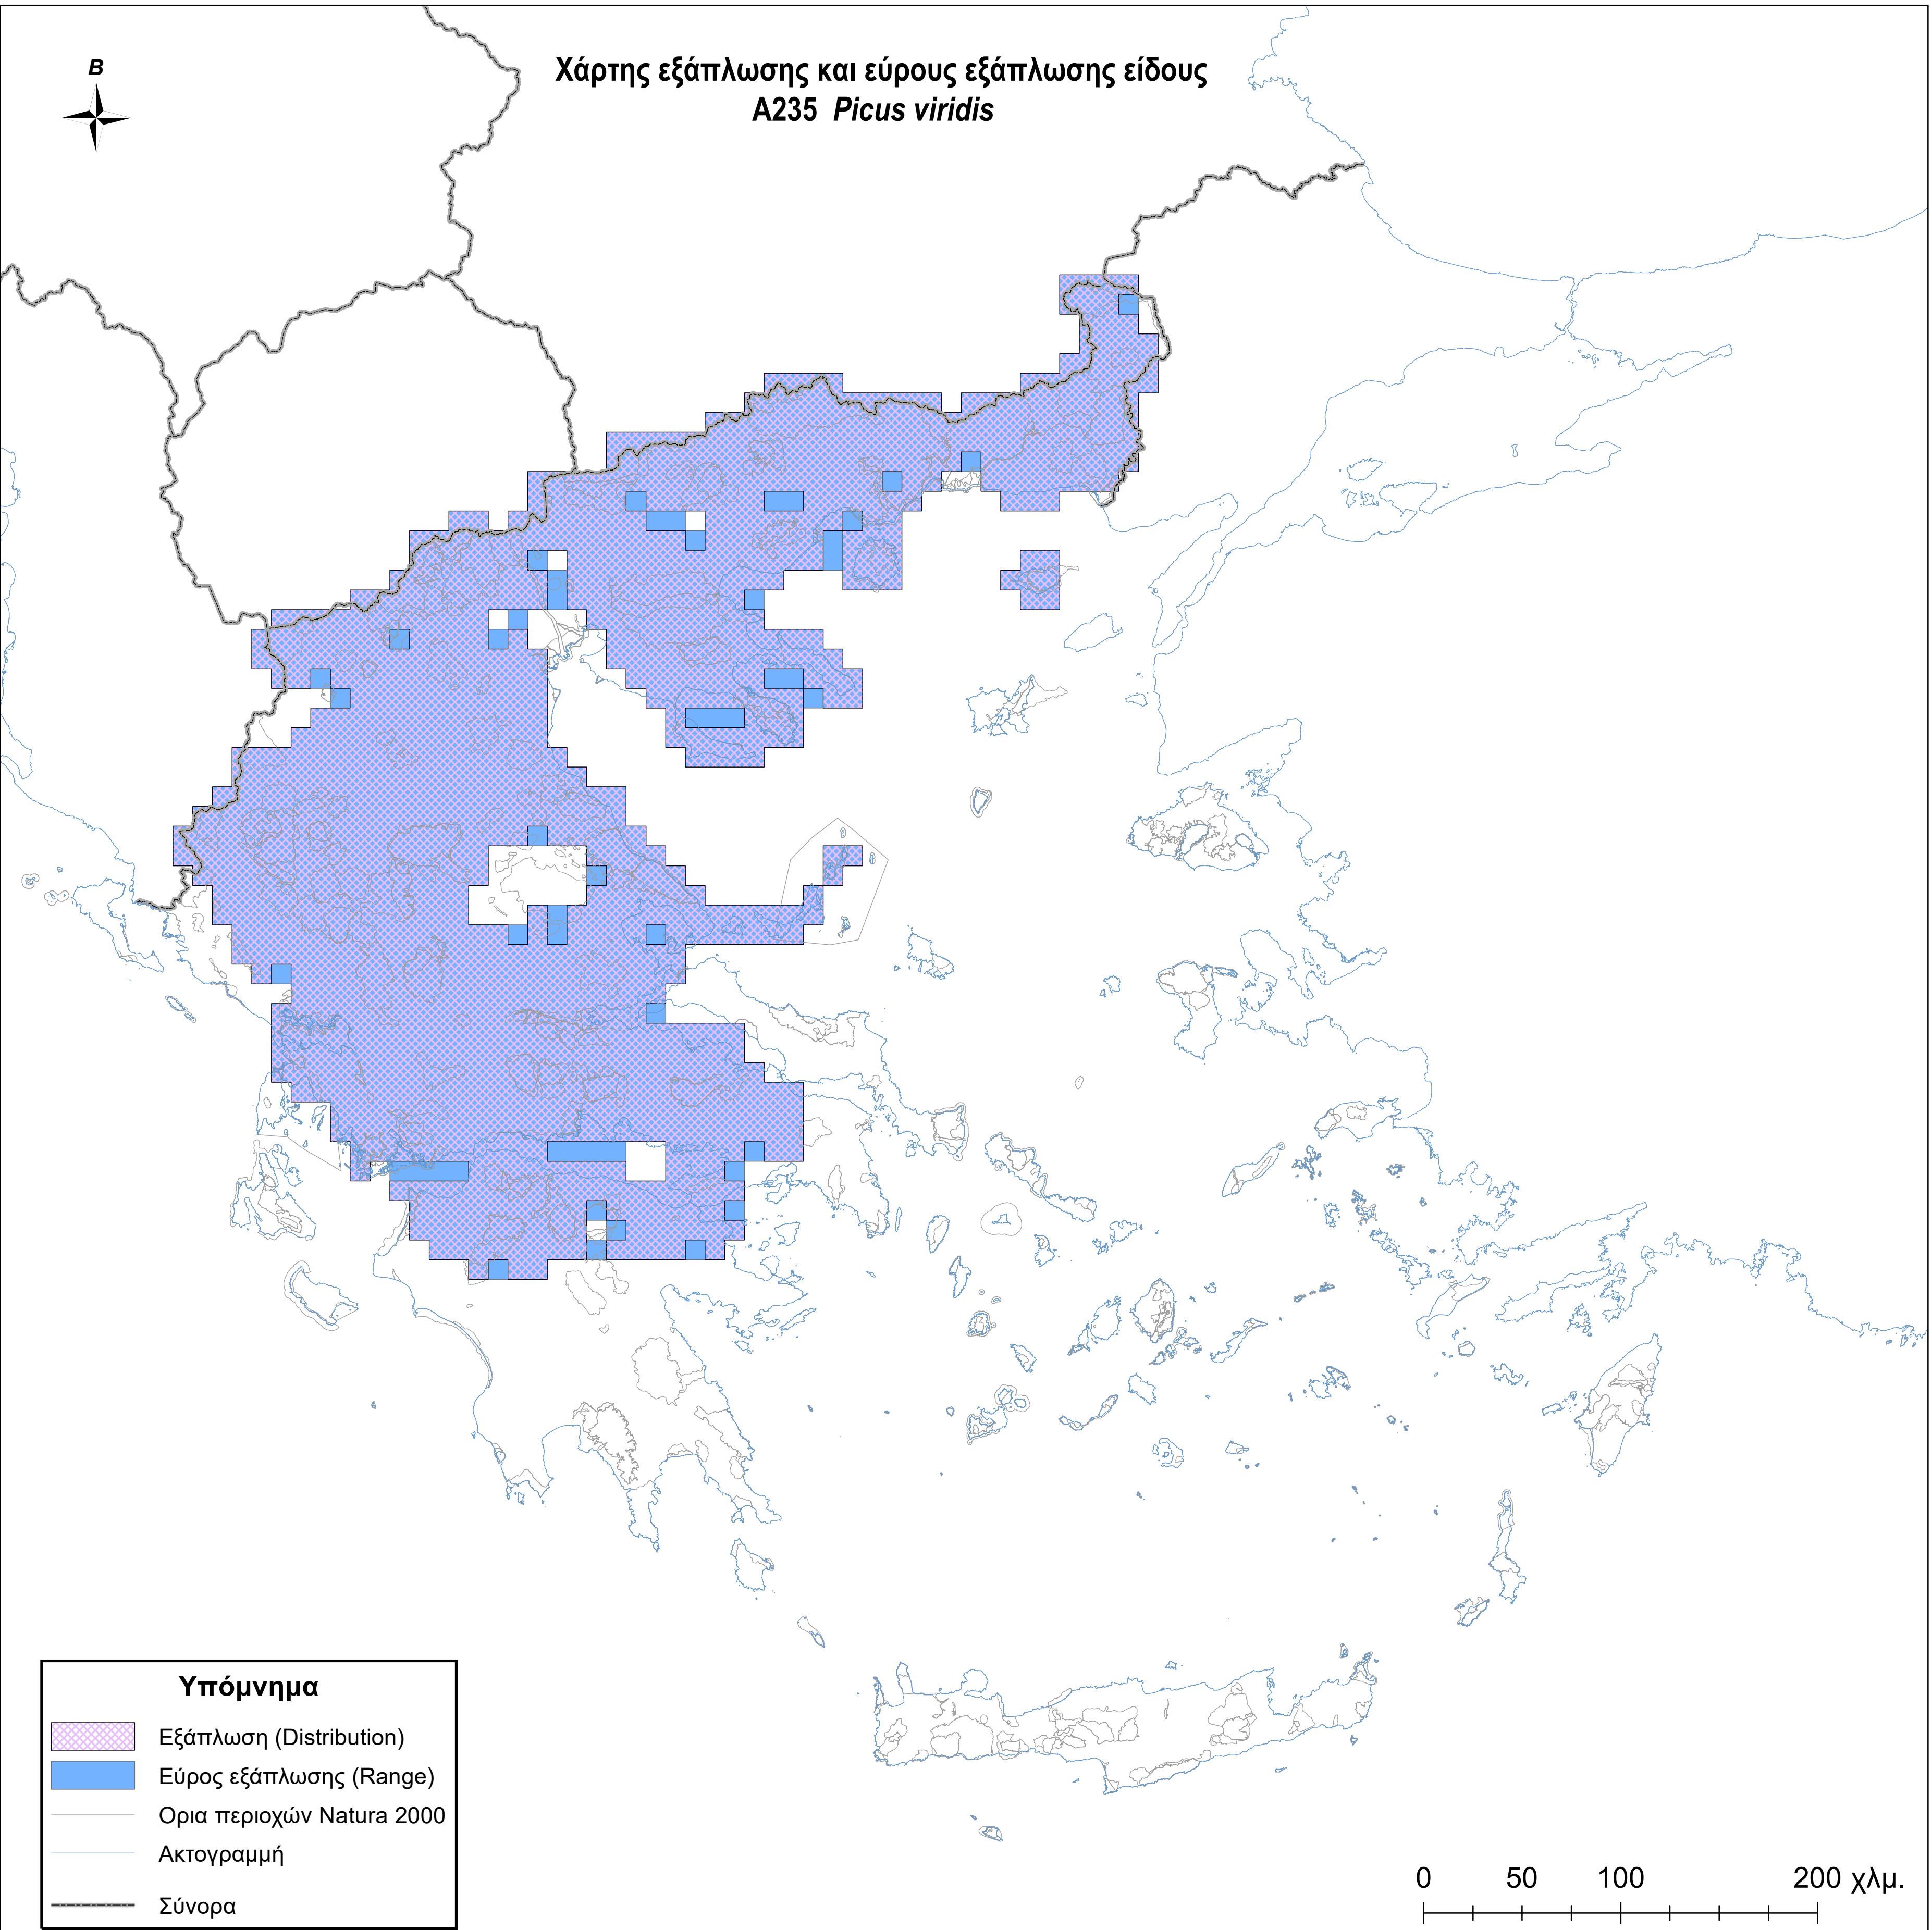 Β
Χάρτης εξάπλωσης και εύρους εξάπλωσης είδους
A235 Picus viridis
Υπόμνημα
Εξάπλωση (Distribution)
Εύρος εξάπλωσης (Range)
Ορια περιοχών Natura 2000
Ακτογραμμή
Σύνορα
0 50 100 200 χλμ.